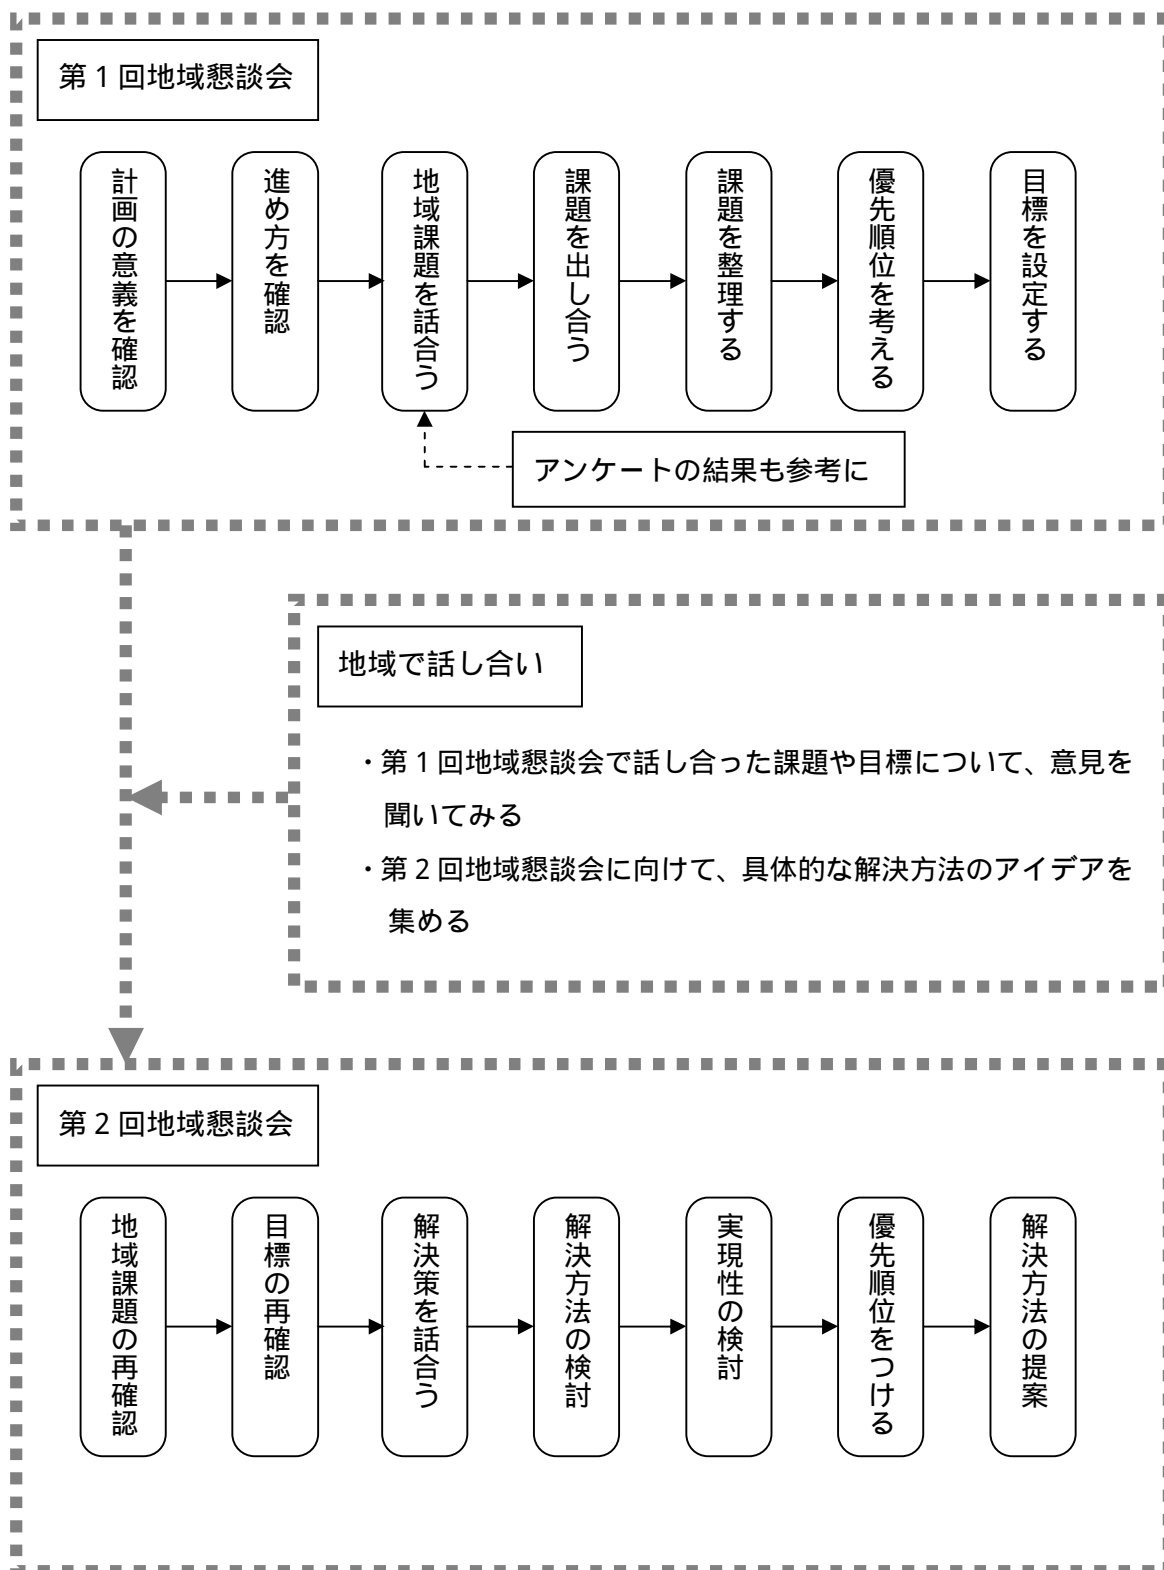 第１回地域懇談会
計画の意義を確認
進め方を確認
地域課題を話合う
課題を出し合う
課題を整理する
優先順位を考える
目標を設定する
アンケートの結果も参考に
地域で話し合い
・第１回地域懇談会で話し合った課題や目標について、意見を
聞いてみる
・第２回地域懇談会に向けて、具体的な解決方法のアイデアを
集める
第２回地域懇談会
地域課題の再確認
目標の再確認
解決策を話合う
解決方法の検討
実現性の検討
優先順位をつける
解決方法の提案